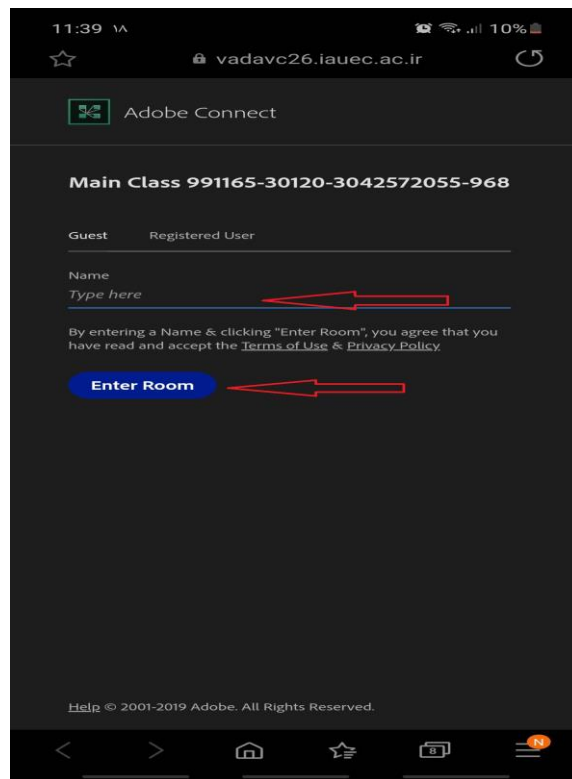 11:39 ۱۸ 10%
vadavc26.iauec.ac.ir
Adobe Connect
Main Class 991165-30120-3042572055-968
Guest Registered User
Name
Type here
By entering a Name & clicking "Enter Room", you agree that you
have read and accept the Terms of Use & Privacy Policy
Enter Room
Help © 2001-2019 Adobe. All Rights Reserved.
8 N